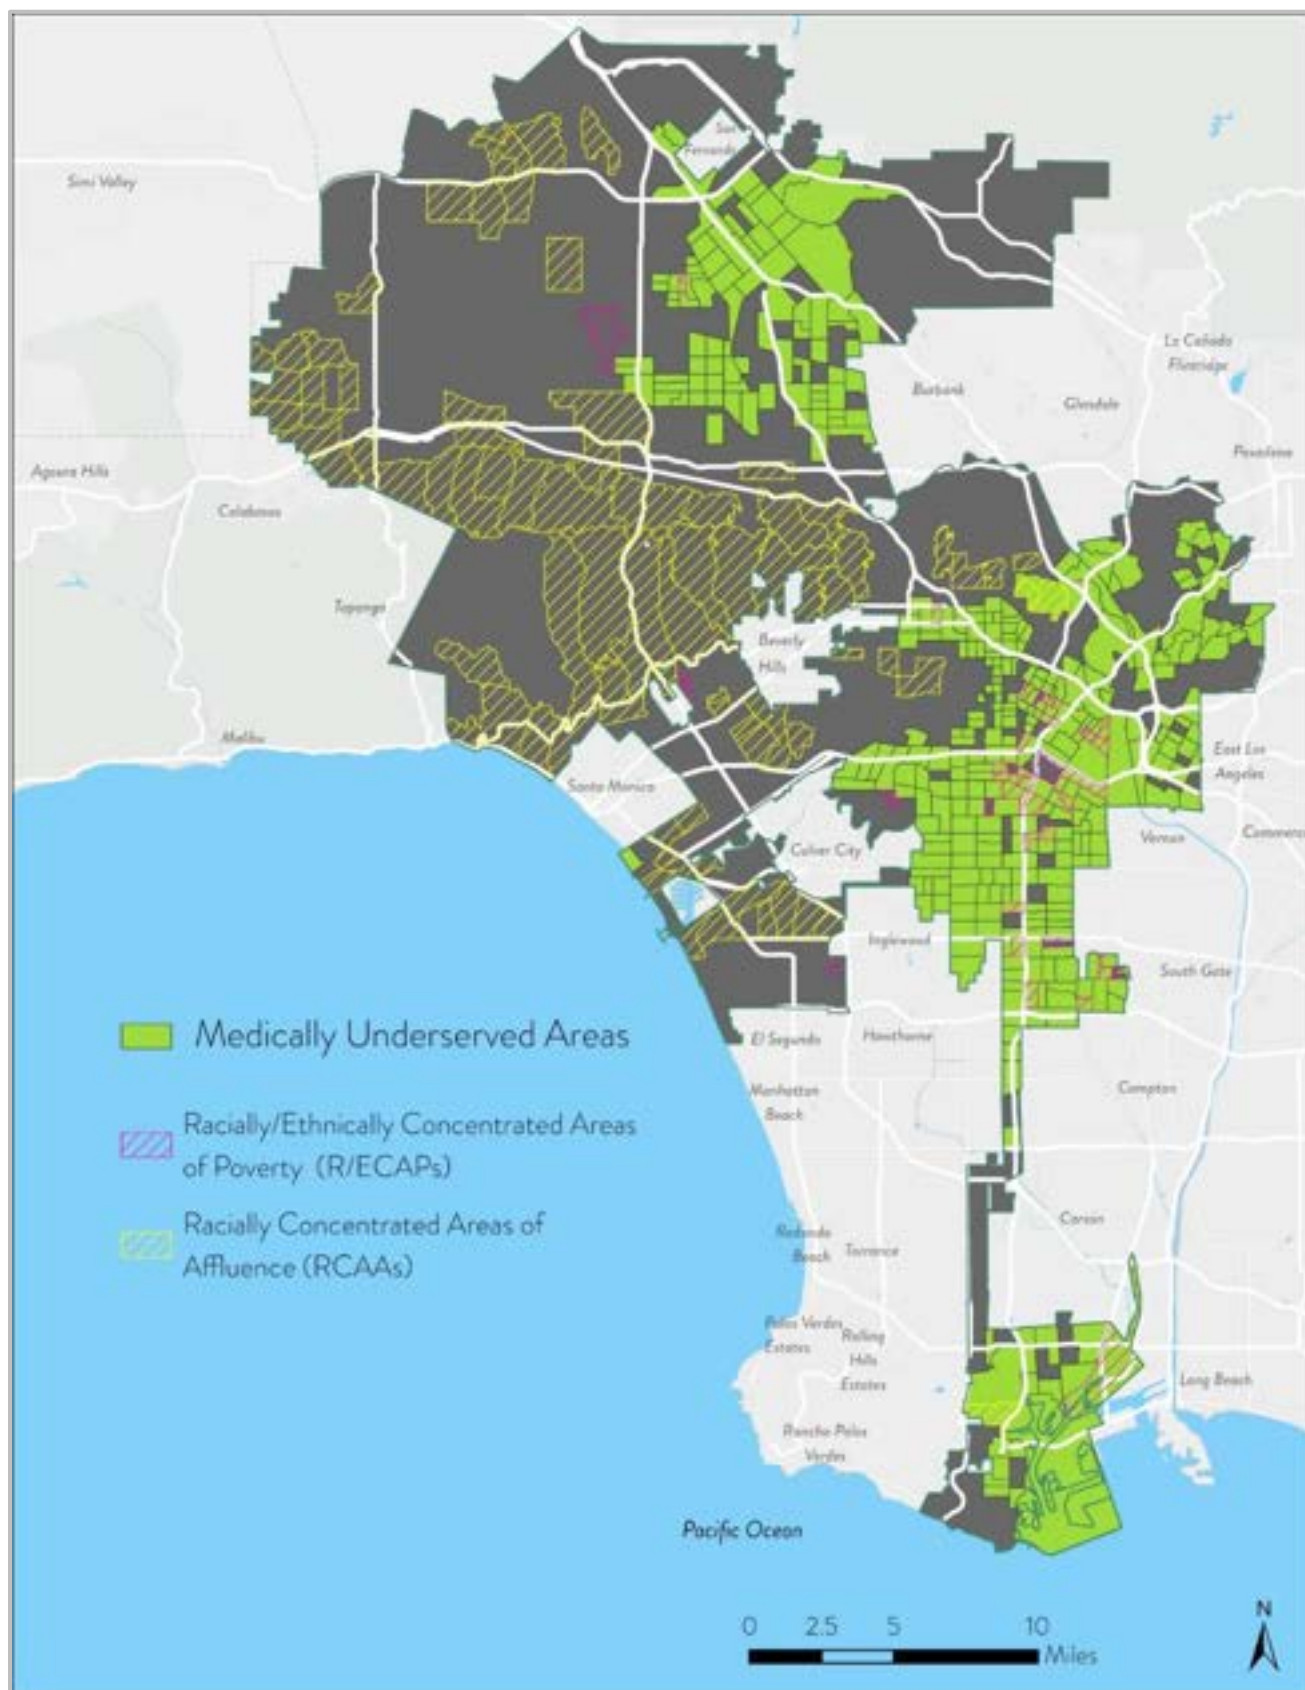 San
Fernando
Simi Valley
La Cañada
Flintridge
Burbank
Glendale
Pasadena
Agoura Hills
Calabasas
Topanga
Beverly
Hills
Malibu
East Los
Angeles
Santa Monica
Vernon
Commerce
Culver City
Inglewood
South Gate
Medically Underserved Areas
El Segundo
Hawthorne
Manhattan
Beach
Compton
Racially/Ethnically Concentrated Areas
of Poverty (R/ECAPs)
Racially Concentrated Areas of
Affluence (RCAAs)
Carson
Redondo
Beach
Torrance
Palos Verdes
Estates
Rolling
Hills
Estates
Long Beach
Rancho Palos
Verdes
Pacific Ocean
0 2.5 5 10
Miles
N